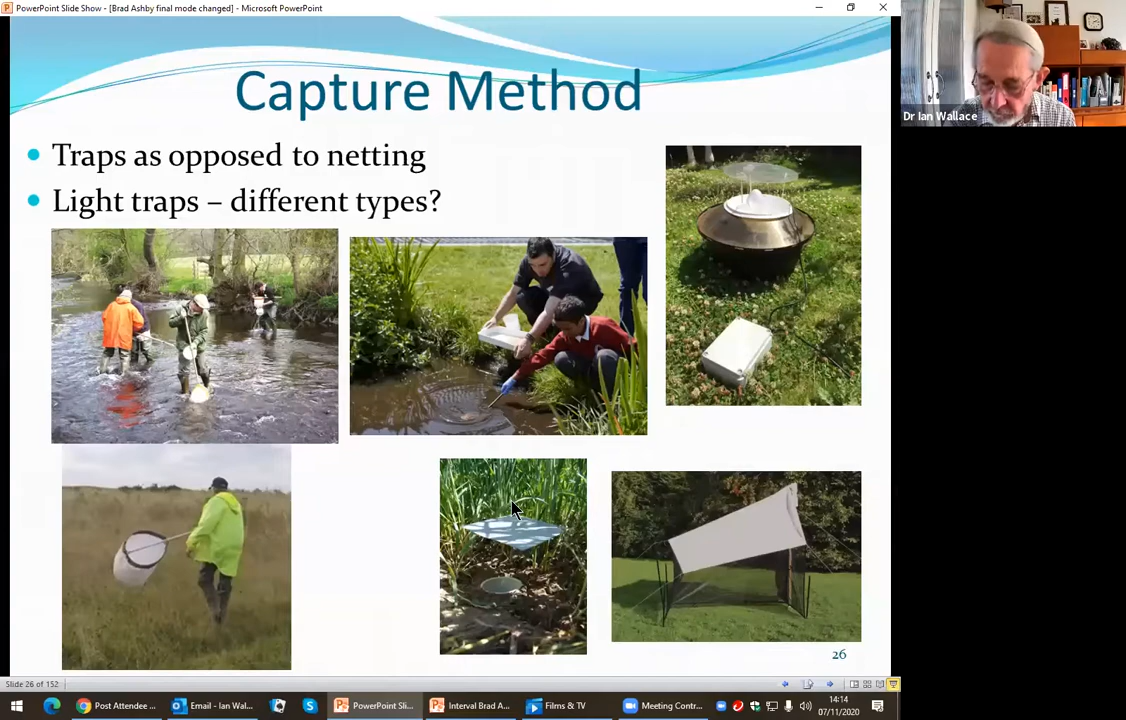 PowerPoint Slide Show - [Brad Ashby final mode changed] - Microsoft PowerPoint
Capture Method
Dr Ian Wallace
• Traps as opposed to netting
• Light traps – different types?
26
Slide 26 of 152
Post Attendee ...
Email - Ian Wal...
PowerPoint Sli...
Interval Brad A...
Films & TV
Meeting Contr...
14:14
07/11/2020